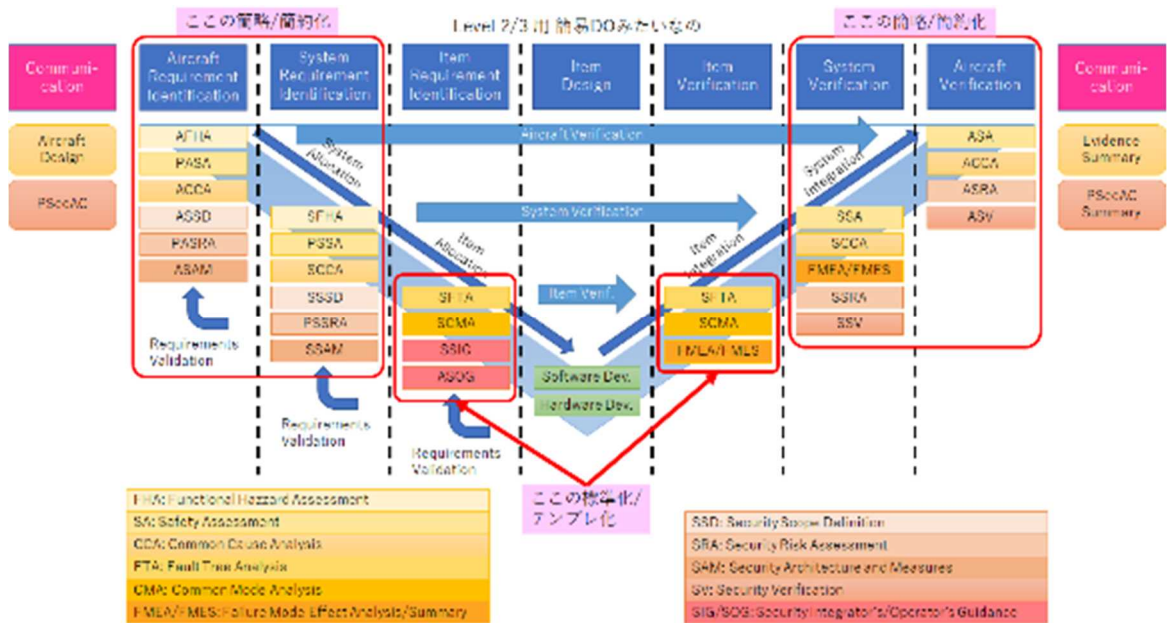 ここの簡略/簡約化
Level 2/3 用 簡易DOみたいなの
ここの簡略/簡約化
Communi-
cation
Aircraft
Requirement
Identification
System
Requirement
Identification
Item
Requirement
Identification
Item
Design
Item
Verification
System
Verification
Aircraft
Verification
Communi-
cation
Aircraft
Design
PSecAC
AFHA
PASA
ACCA
ASSD
PASRA
ASAM
Requirements
Validation
SFHA
PSSA
SCCA
SSSD
PSSRA
SSAM
Requirements
Validation
SFTA
SCMA
SSIG
ASOG
Requirements
Validation
System
Allocation
Item
Allocation
Aircraft Verification
System Verification
Item Verif.
Software Dev.
Hardware Dev.
Item
Integration
System
Integration
SFTA
SCMA
FMEA/FMES
SSA
SCCA
FMEA/FMES
SSRA
SSV
ASA
ACCA
ASRA
ASV
Evidence
Summary
PSecAC
Summary
ここの標準化/
テンプレ化
FHA: Functional Hazzard Assessment
SA: Safety Assessment
CCA: Common Cause Analysis
FTA: Fault Tree Analysis
CMA: Common Mode Analysis
FMEA/FMES: Failure Mode Effect Analysis/Summary
SSD: Security Scope Definition
SRA: Security Risk Assessment
SAM: Security Architecture and Measures
SV: Security Verification
SIG/SOG: Security Integrator's/Operator's Guidance